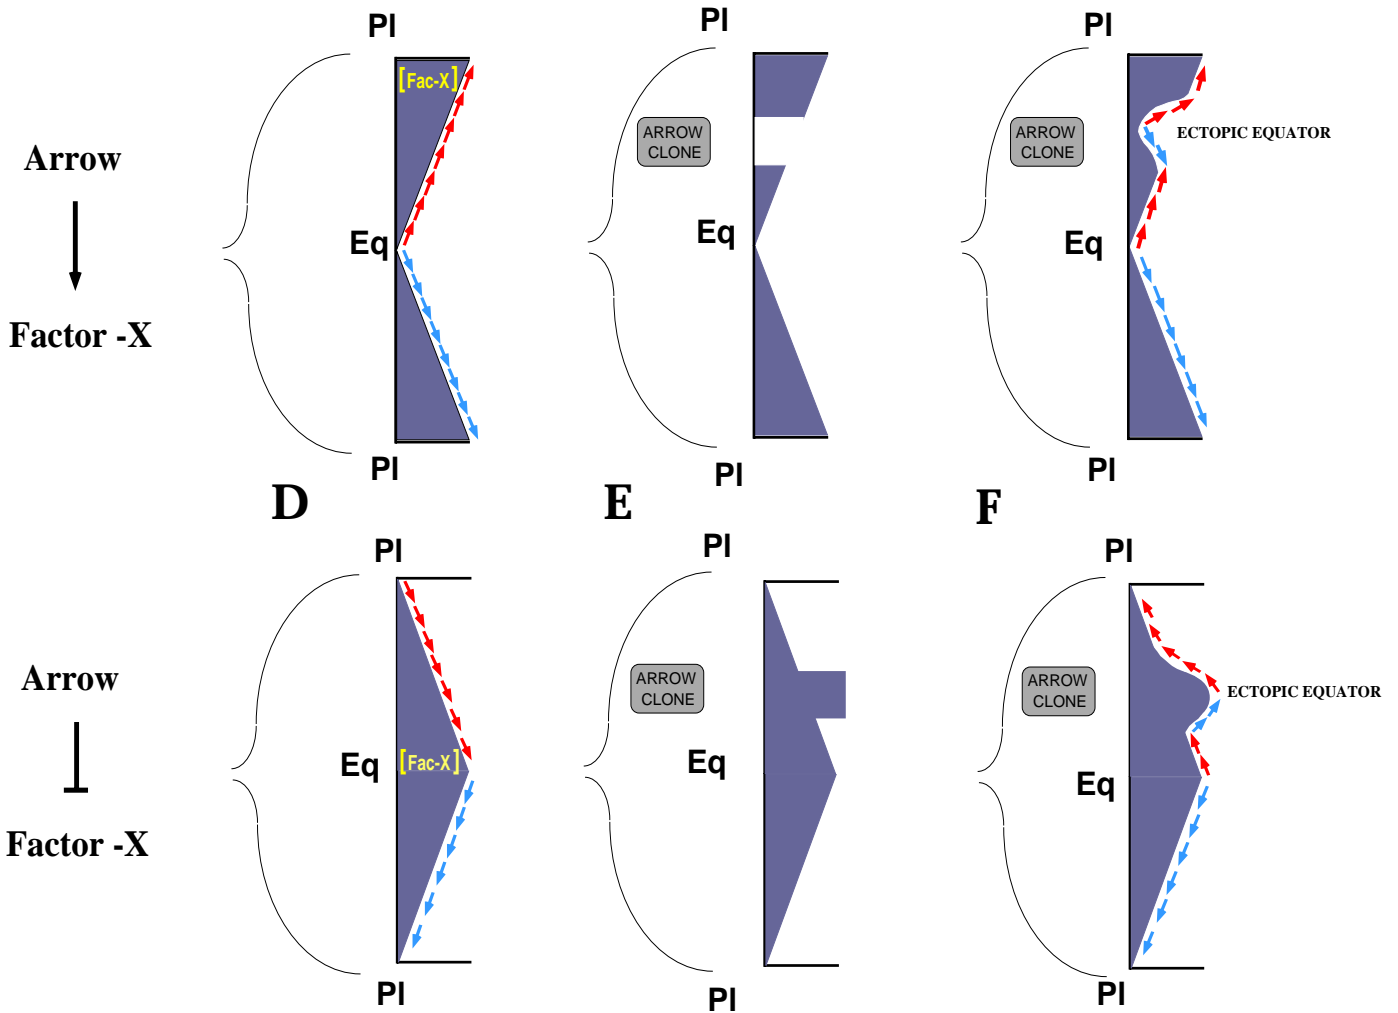 Pl
Pl
Pl
[Fac-X]
ARROW
CLONE
ARROW
CLONE
ECTOPIC EQUATOR
Arrow
Eq
Eq
Eq
Factor -X
Pl
Pl
Pl
D
E
F
Pl
Pl
Pl
Arrow
ARROW
CLONE
ARROW
CLONE
ECTOPIC EQUATOR
Eq
[Fac-X]
Eq
Eq
Factor -X
Pl
Pl
Pl